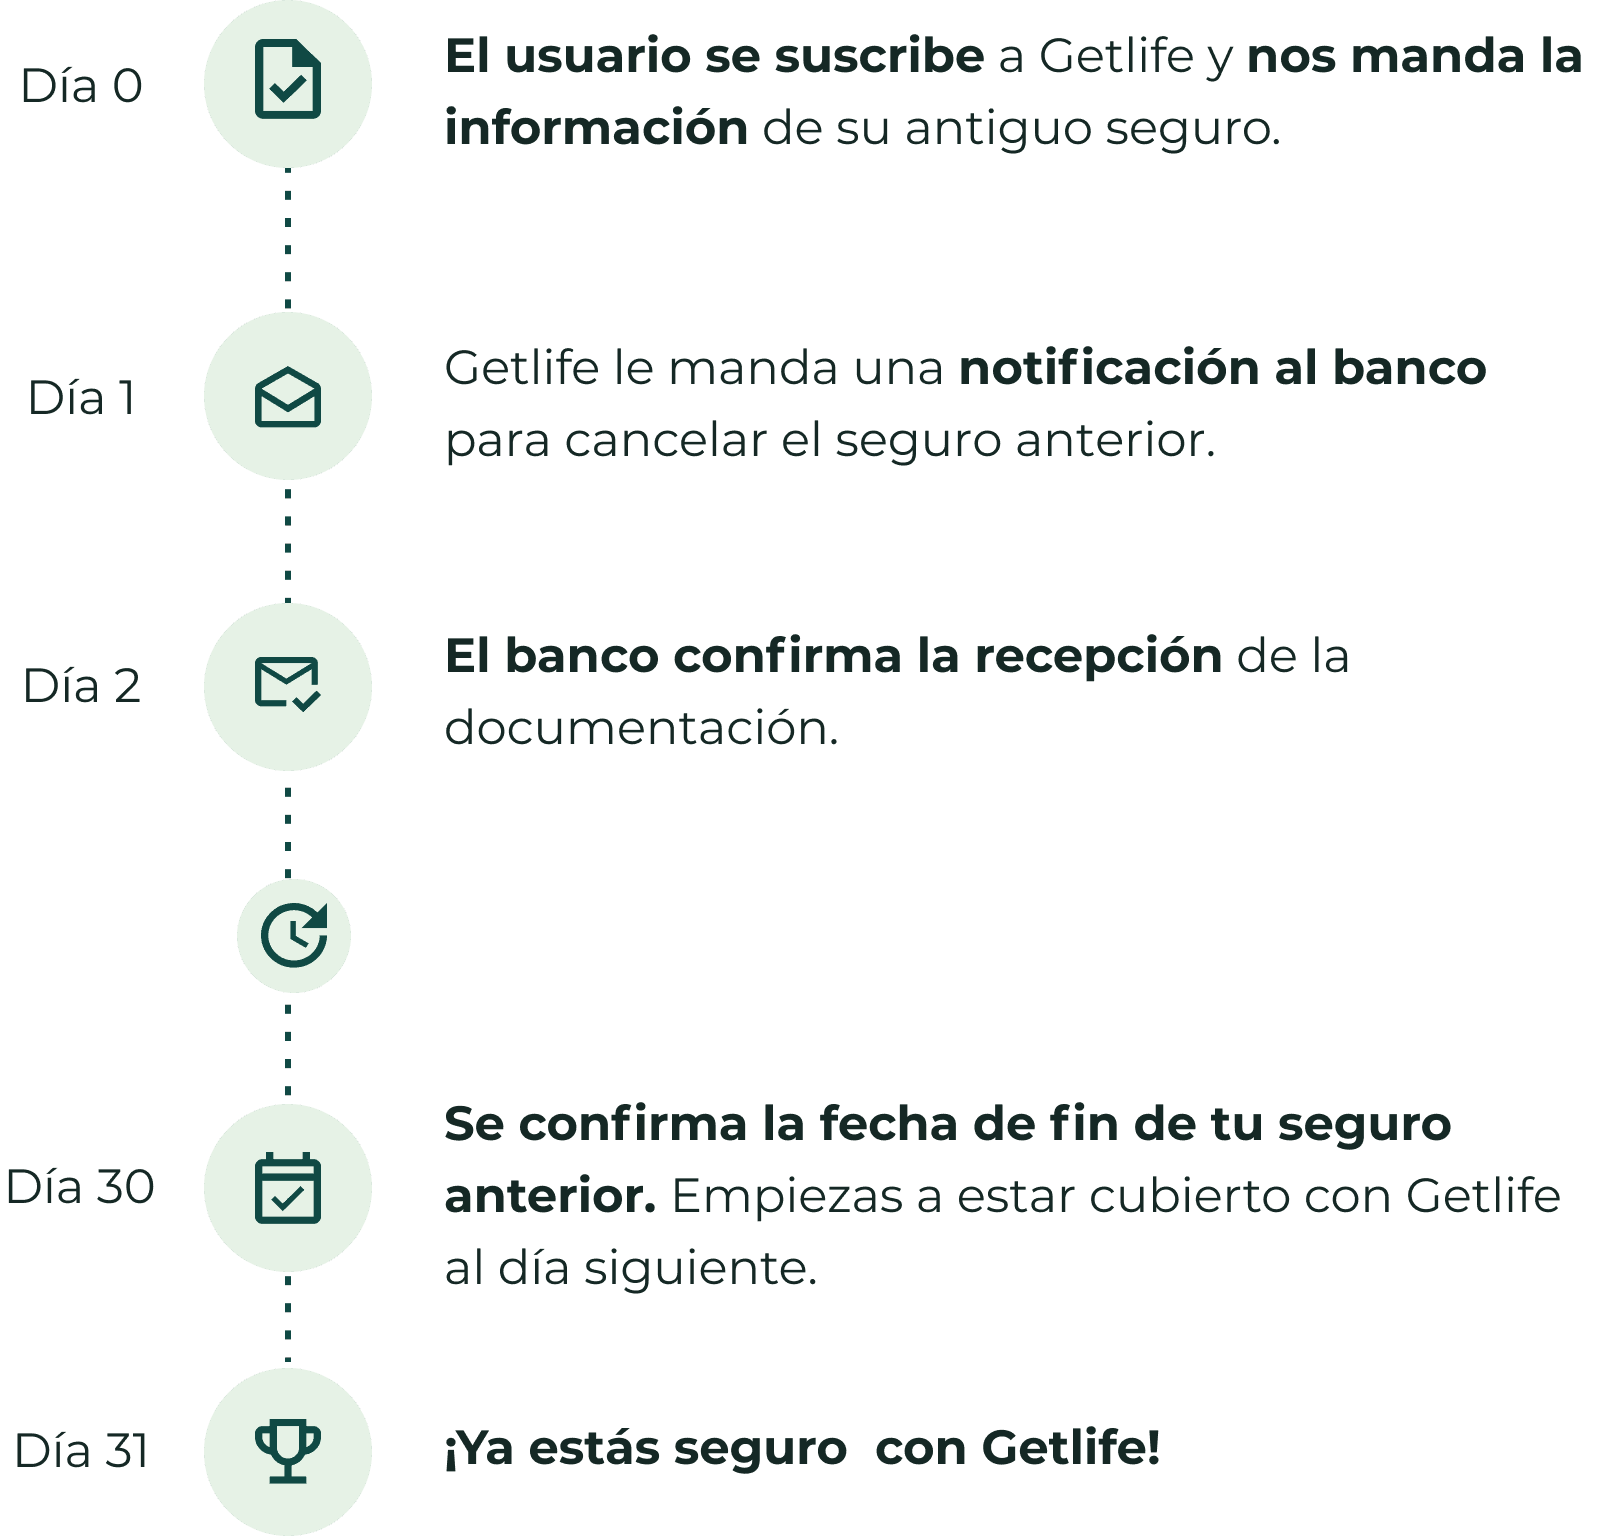 Día 0
El usuario se suscribe a Getlife y nos manda la
información de su antiguo seguro.
Día 1
Getlife le manda una notificación al banco
para cancelar el seguro anterior.
Día 2
El banco confirma la recepción de la
documentación.
Día 30
Se confirma la fecha de fin de tu seguro
anterior. Empiezas a estar cubierto con Getlife
al día siguiente.
Día 31
¡Ya estás seguro  con Getlife!